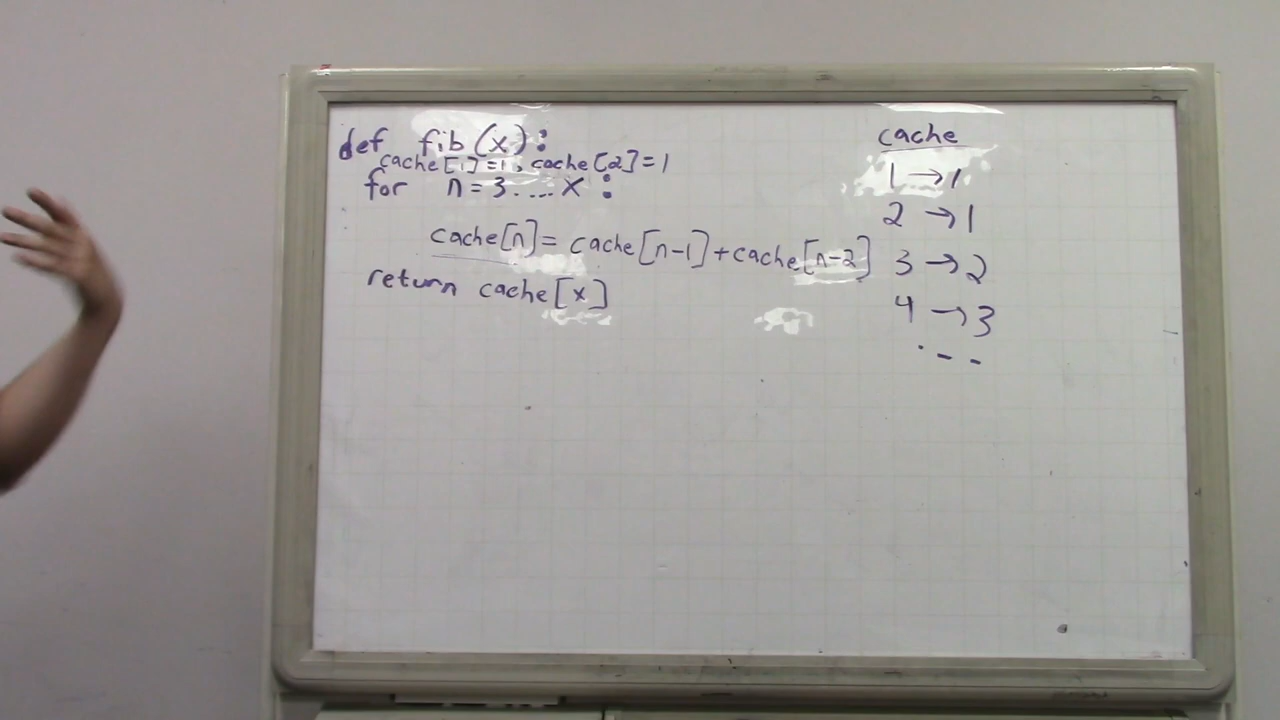 def fib(x):
cache[1]=1, cache[2]=1
for n=3....x:
cache[n]= cache[n-1]+cache[n-2]
return cache[x]
cache
1→1
2→1
3→2
4→3
...